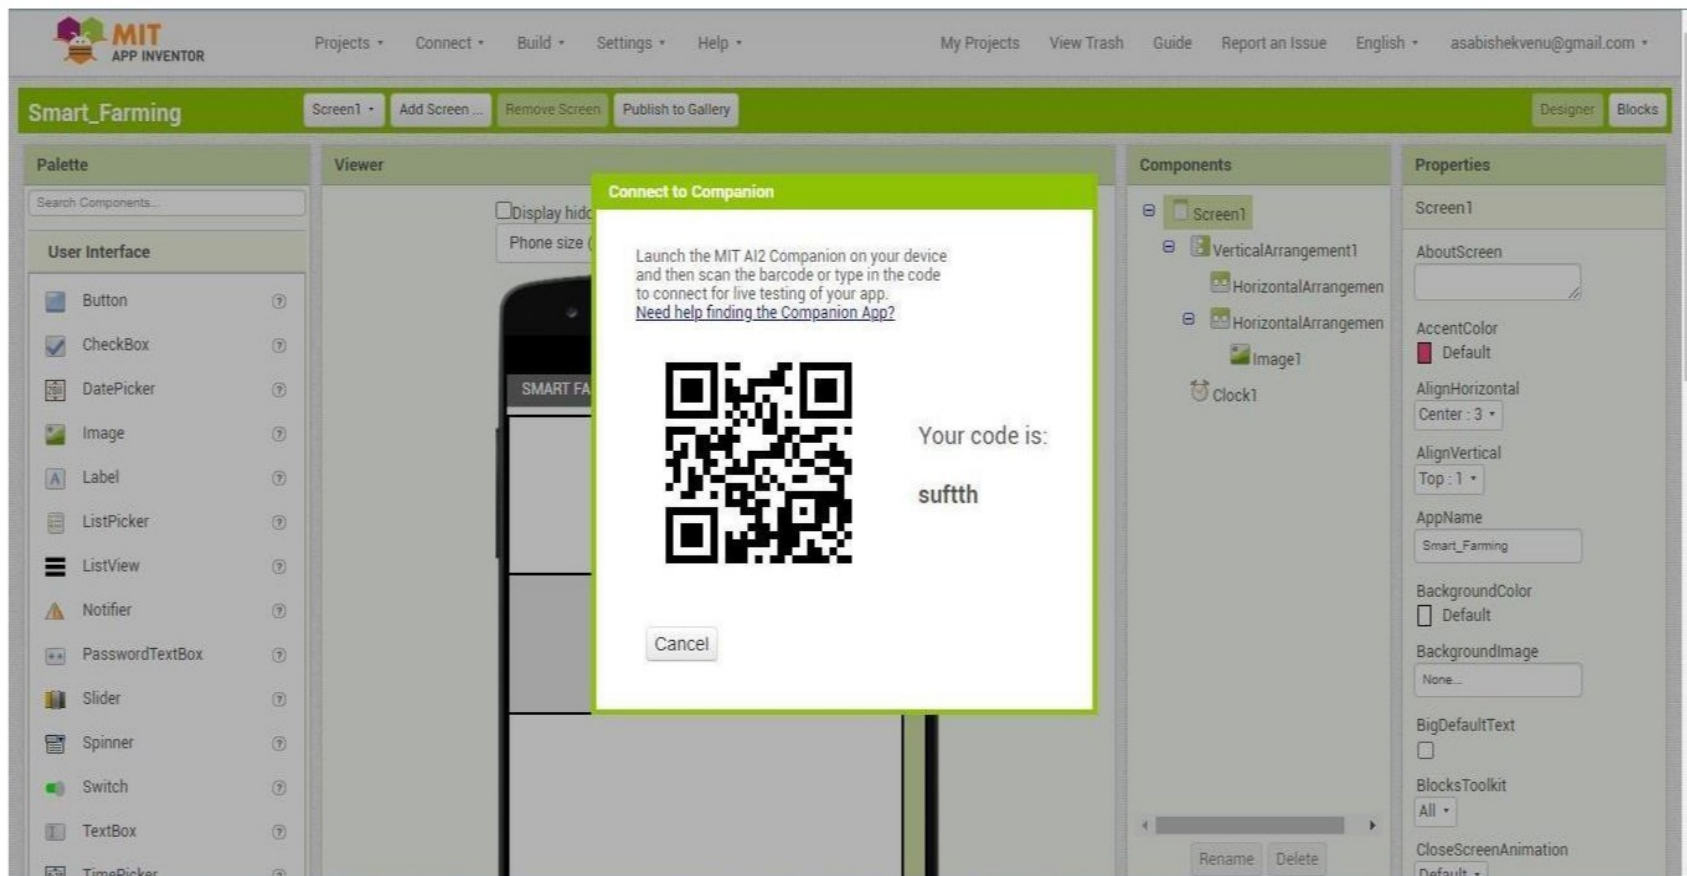 MIT
APP INVENTOR
Projects Connect Build Settings Help My Projects View Trash Guide Report an Issue English asabishekvenu@gmail.com
Smart_Farming Screen1 Add Screen ... Remove Screen Publish to Gallery Designer Blocks
Palette
Search Components...
User Interface
Button
CheckBox
DatePicker
Image
Label
ListPicker
ListView
Notifier
PasswordTextBox
Slider
Spinner
Switch
TextBox
TimePicker
Viewer
Display hidd
Phone size (
SMART FA
Connect to Companion
Launch the MIT AI2 Companion on your device
and then scan the barcode or type in the code
to connect for live testing of your app.
Need help finding the Companion App?
Your code is:
suftth
Cancel
Components
Screen1
VerticalArrangement1
HorizontalArrangemen
HorizontalArrangemen
Image1
Clock1
Rename Delete
Properties
Screen1
AboutScreen
AccentColor
Default
AlignHorizontal
Center : 3
AlignVertical
Top : 1
AppName
Smart_Farming
BackgroundColor
Default
BackgroundImage
None...
BigDefaultText
BlocksToolkit
All
CloseScreenAnimation
Default